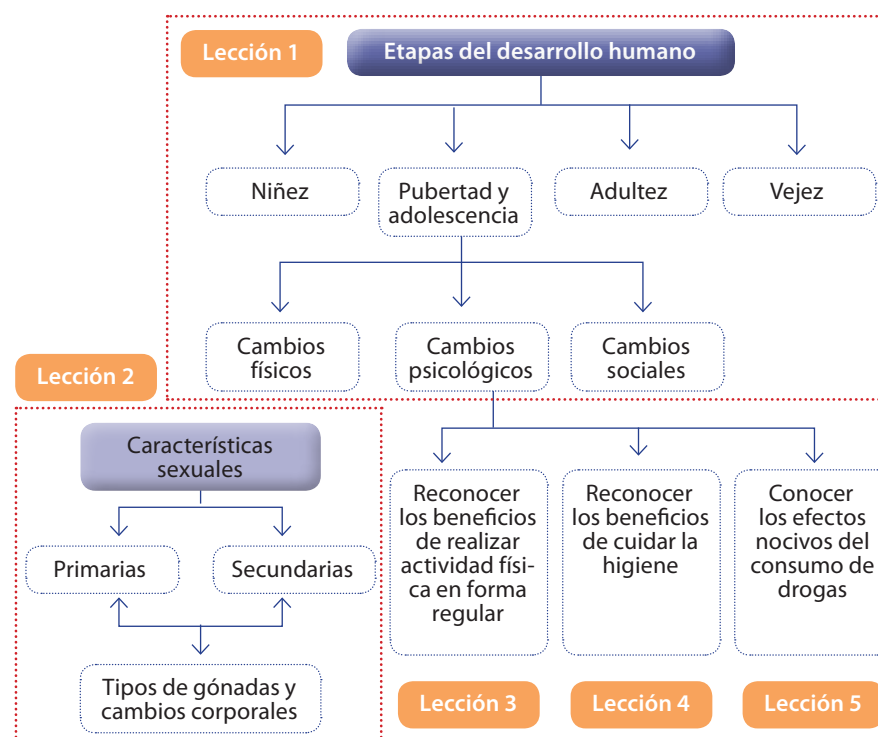 Lección 1
Etapas del desarrollo humano
Niñez
Pubertad y
adolescencia
Adultez
Vejez
Cambios
físicos
Cambios
psicológicos
Cambios
sociales
Lección 2
Características
sexuales
Primarias
Secundarias
Tipos de gónadas y
cambios corporales
Reconocer
los beneficios
de realizar
actividad físi-
ca en forma
regular
Lección 3
Reconocer
los beneficios
de cuidar la
higiene
Lección 4
Conocer
los efectos
nocivos del
consumo de
drogas
Lección 5